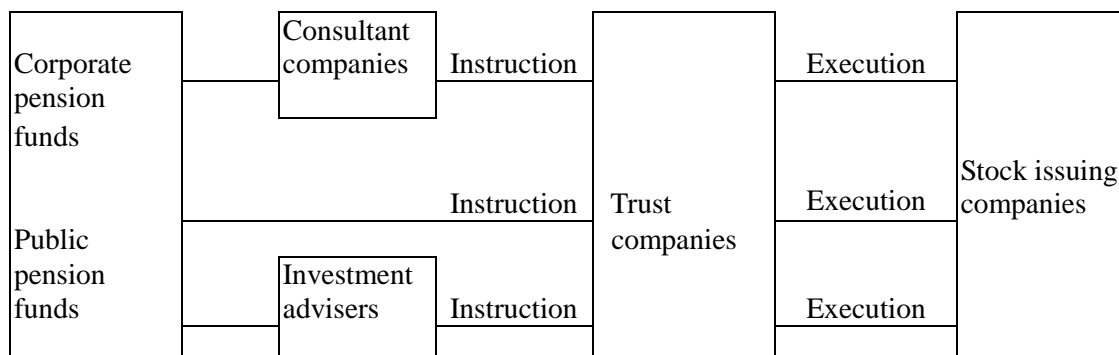 Corporate
pension
funds
Public
pension
funds
Consultant
companies
Instruction
Instruction
Investment
advisers
Instruction
Trust
companies
Execution
Execution
Execution
Stock issuing
companies